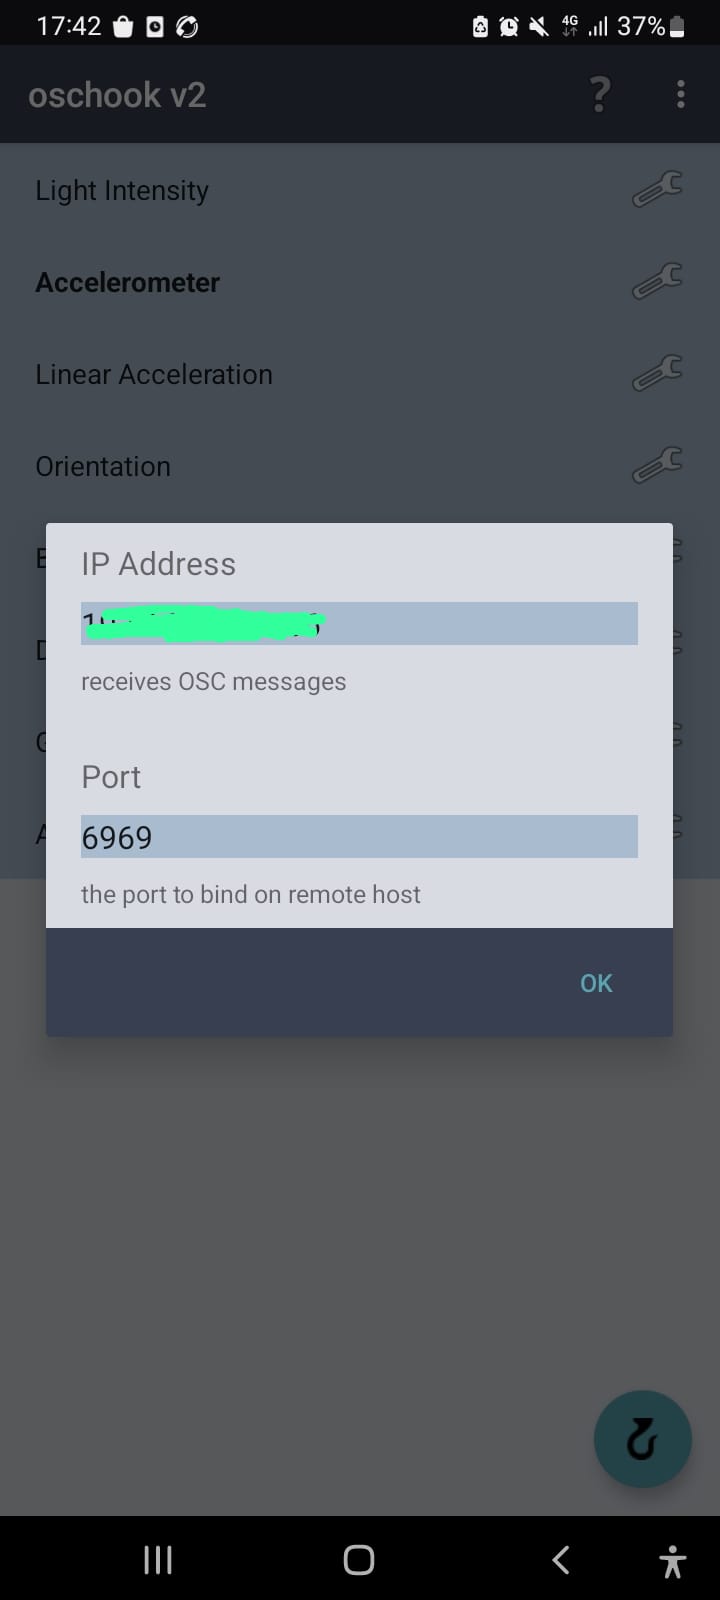 17:42
4G
37%
oschook v2
?
Light Intensity
Accelerometer
Linear Acceleration
Orientation
IP Address
receives OSC messages
Port
6969
the port to bind on remote host
OK